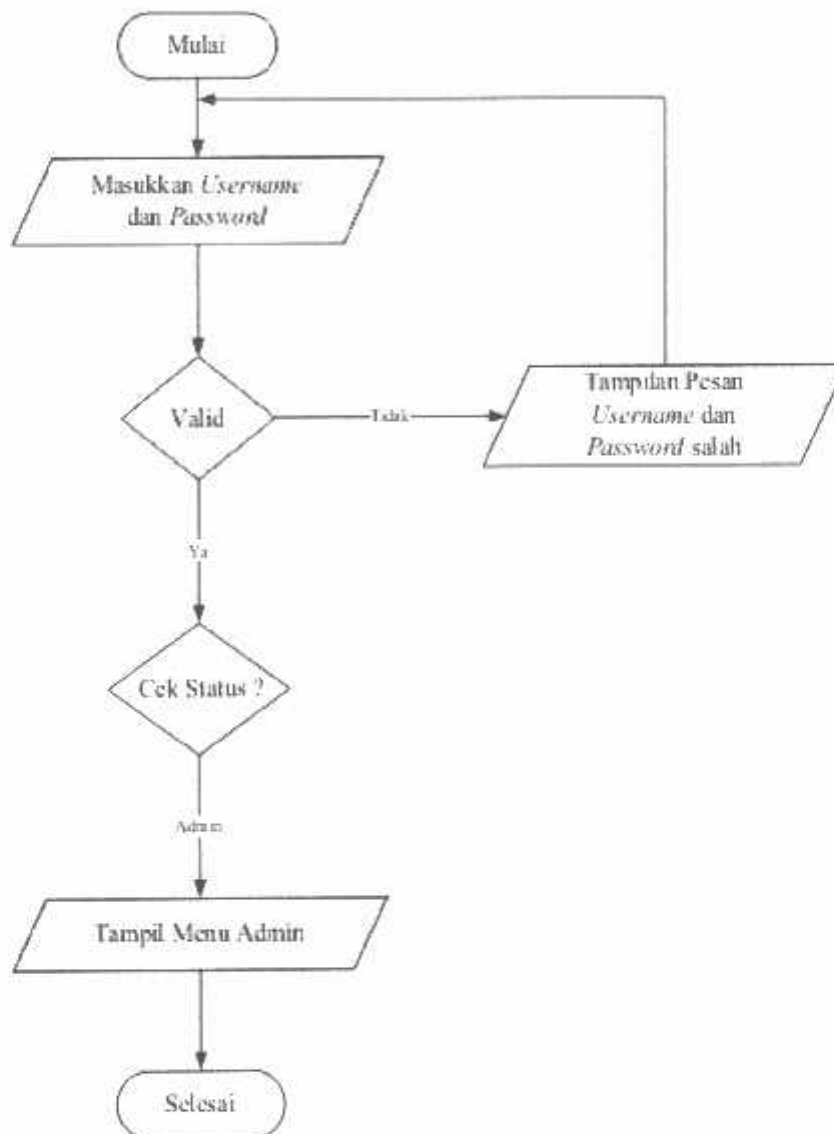 Mulai
Masukkan Username
dan Password
Valid
Tidak
Tampilan Pesan
Username dan
Password salah
Ya
Cek Status ?
Admin
Tampil Menu Admin
Selesai